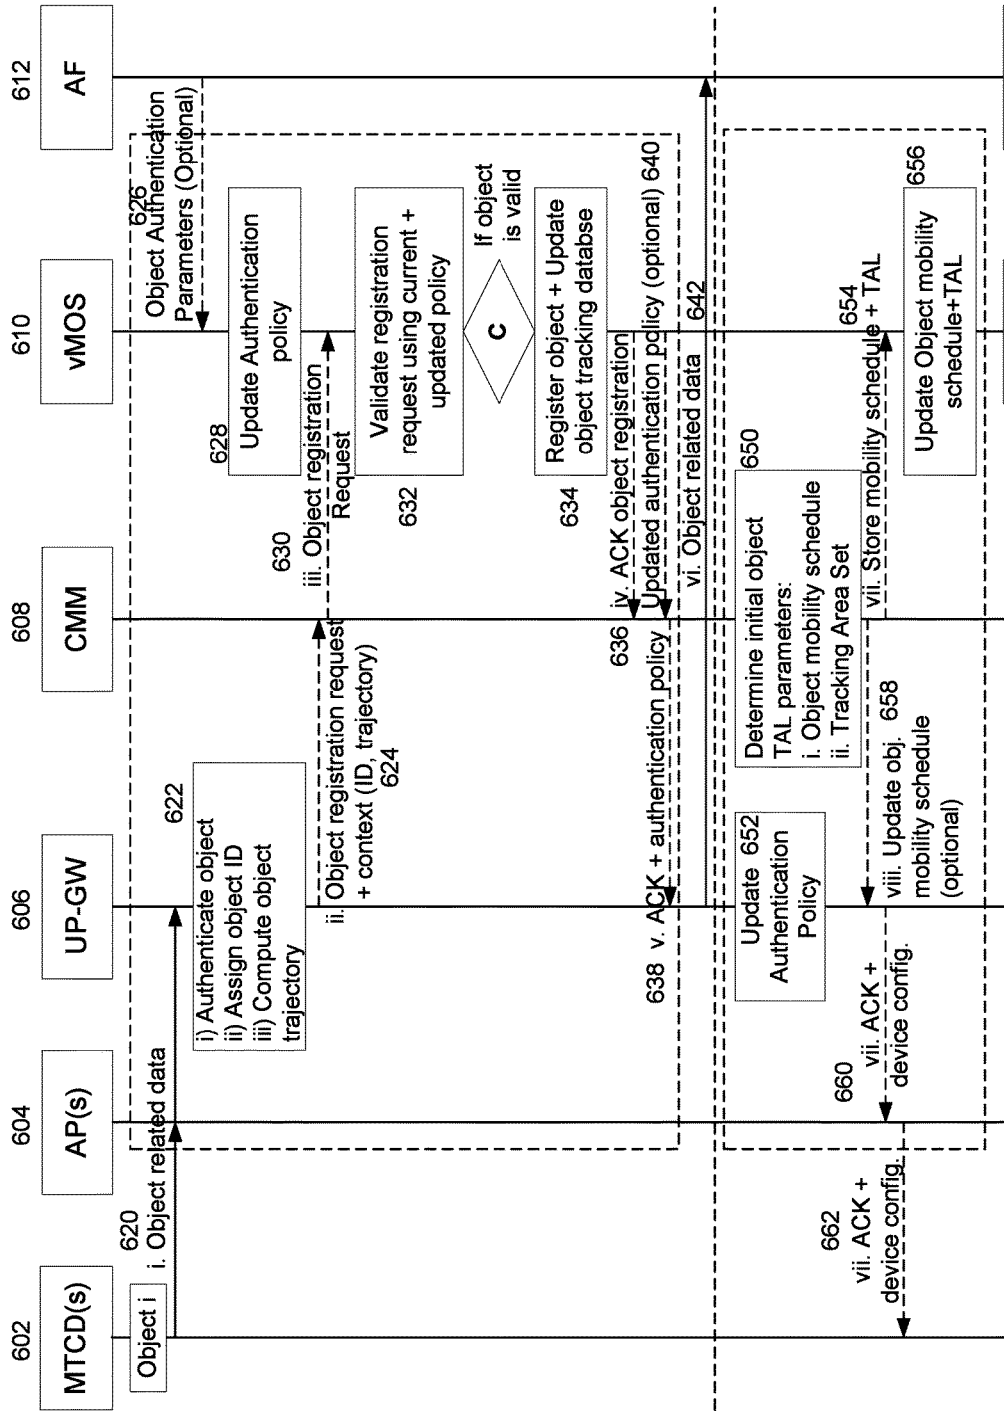 602
604
606
608
610
612
MTCD(s)
AP(s)
UP-GW
CMM
vMOS
AF
Object i
620
i. Object related data
622
i) Authenticate object
ii) Assign object ID
iii) Compute object
trajectory
626
Object Authentication
Parameters (Optional)
628
Update Authentication
policy
ii. Object registration request
+ context (ID, trajectory)
624
630
iii. Object registration
Request
632
Validate registration
request using current +
updated policy
C
If object
is valid
634
Register object + Update
object tracking databse
636
iv. ACK object registration
Updated authentication policy (optional) 640
638 v. ACK + authentication policy
vi. Object related data
642
650
Determine initial object
TAL parameters:
i. Object mobility schedule
ii. Tracking Area Set
Update 652
Authentication
Policy
654
vii. Store mobility schedule + TAL
656
Update Object mobility
schedule+TAL
viii. Update obj. 658
mobility schedule
(optional)
660
vii. ACK +
device config.
662
vii. ACK +
device config.